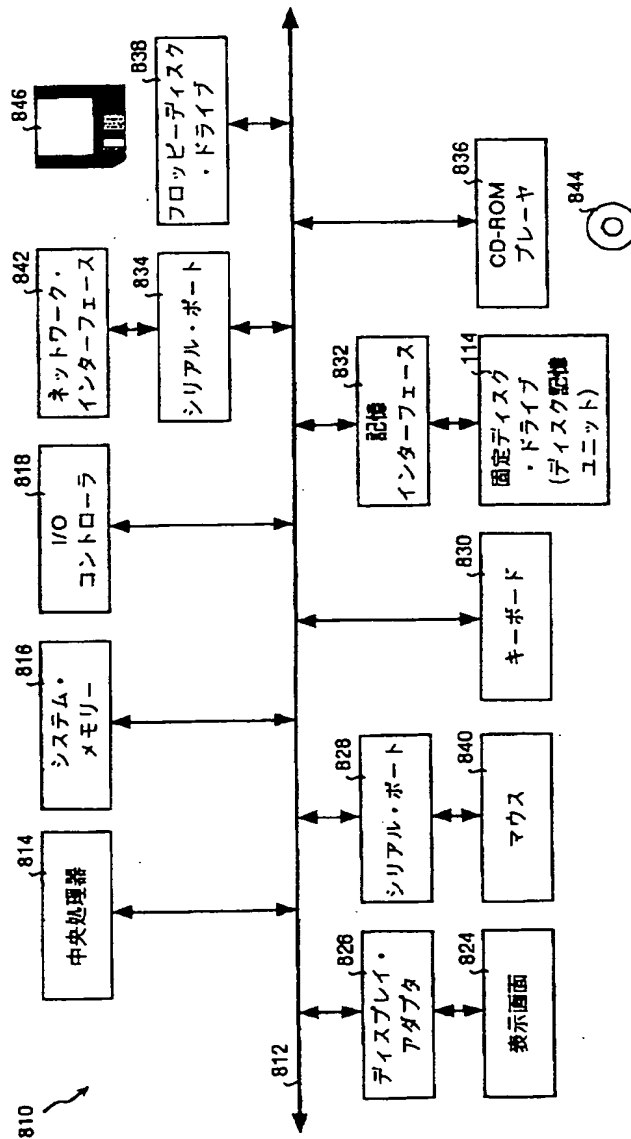 810
812
814
中央処理器
816
システム・
メモリー
818
I/O
コントローラ
842
ネットワーク・
インターフェース
834
シリアル・ポート
846
838
フロッピーディスク
・ドライブ
826
ディスプレイ・
アダプタ
824
表示画面
828
シリアル・ポート
840
マウス
830
キーボード
832
記憶
インターフェース
114
固定ディスク
・ドライブ
(ディスク記憶
ユニット)
836
CD-ROM
プレーヤ
844